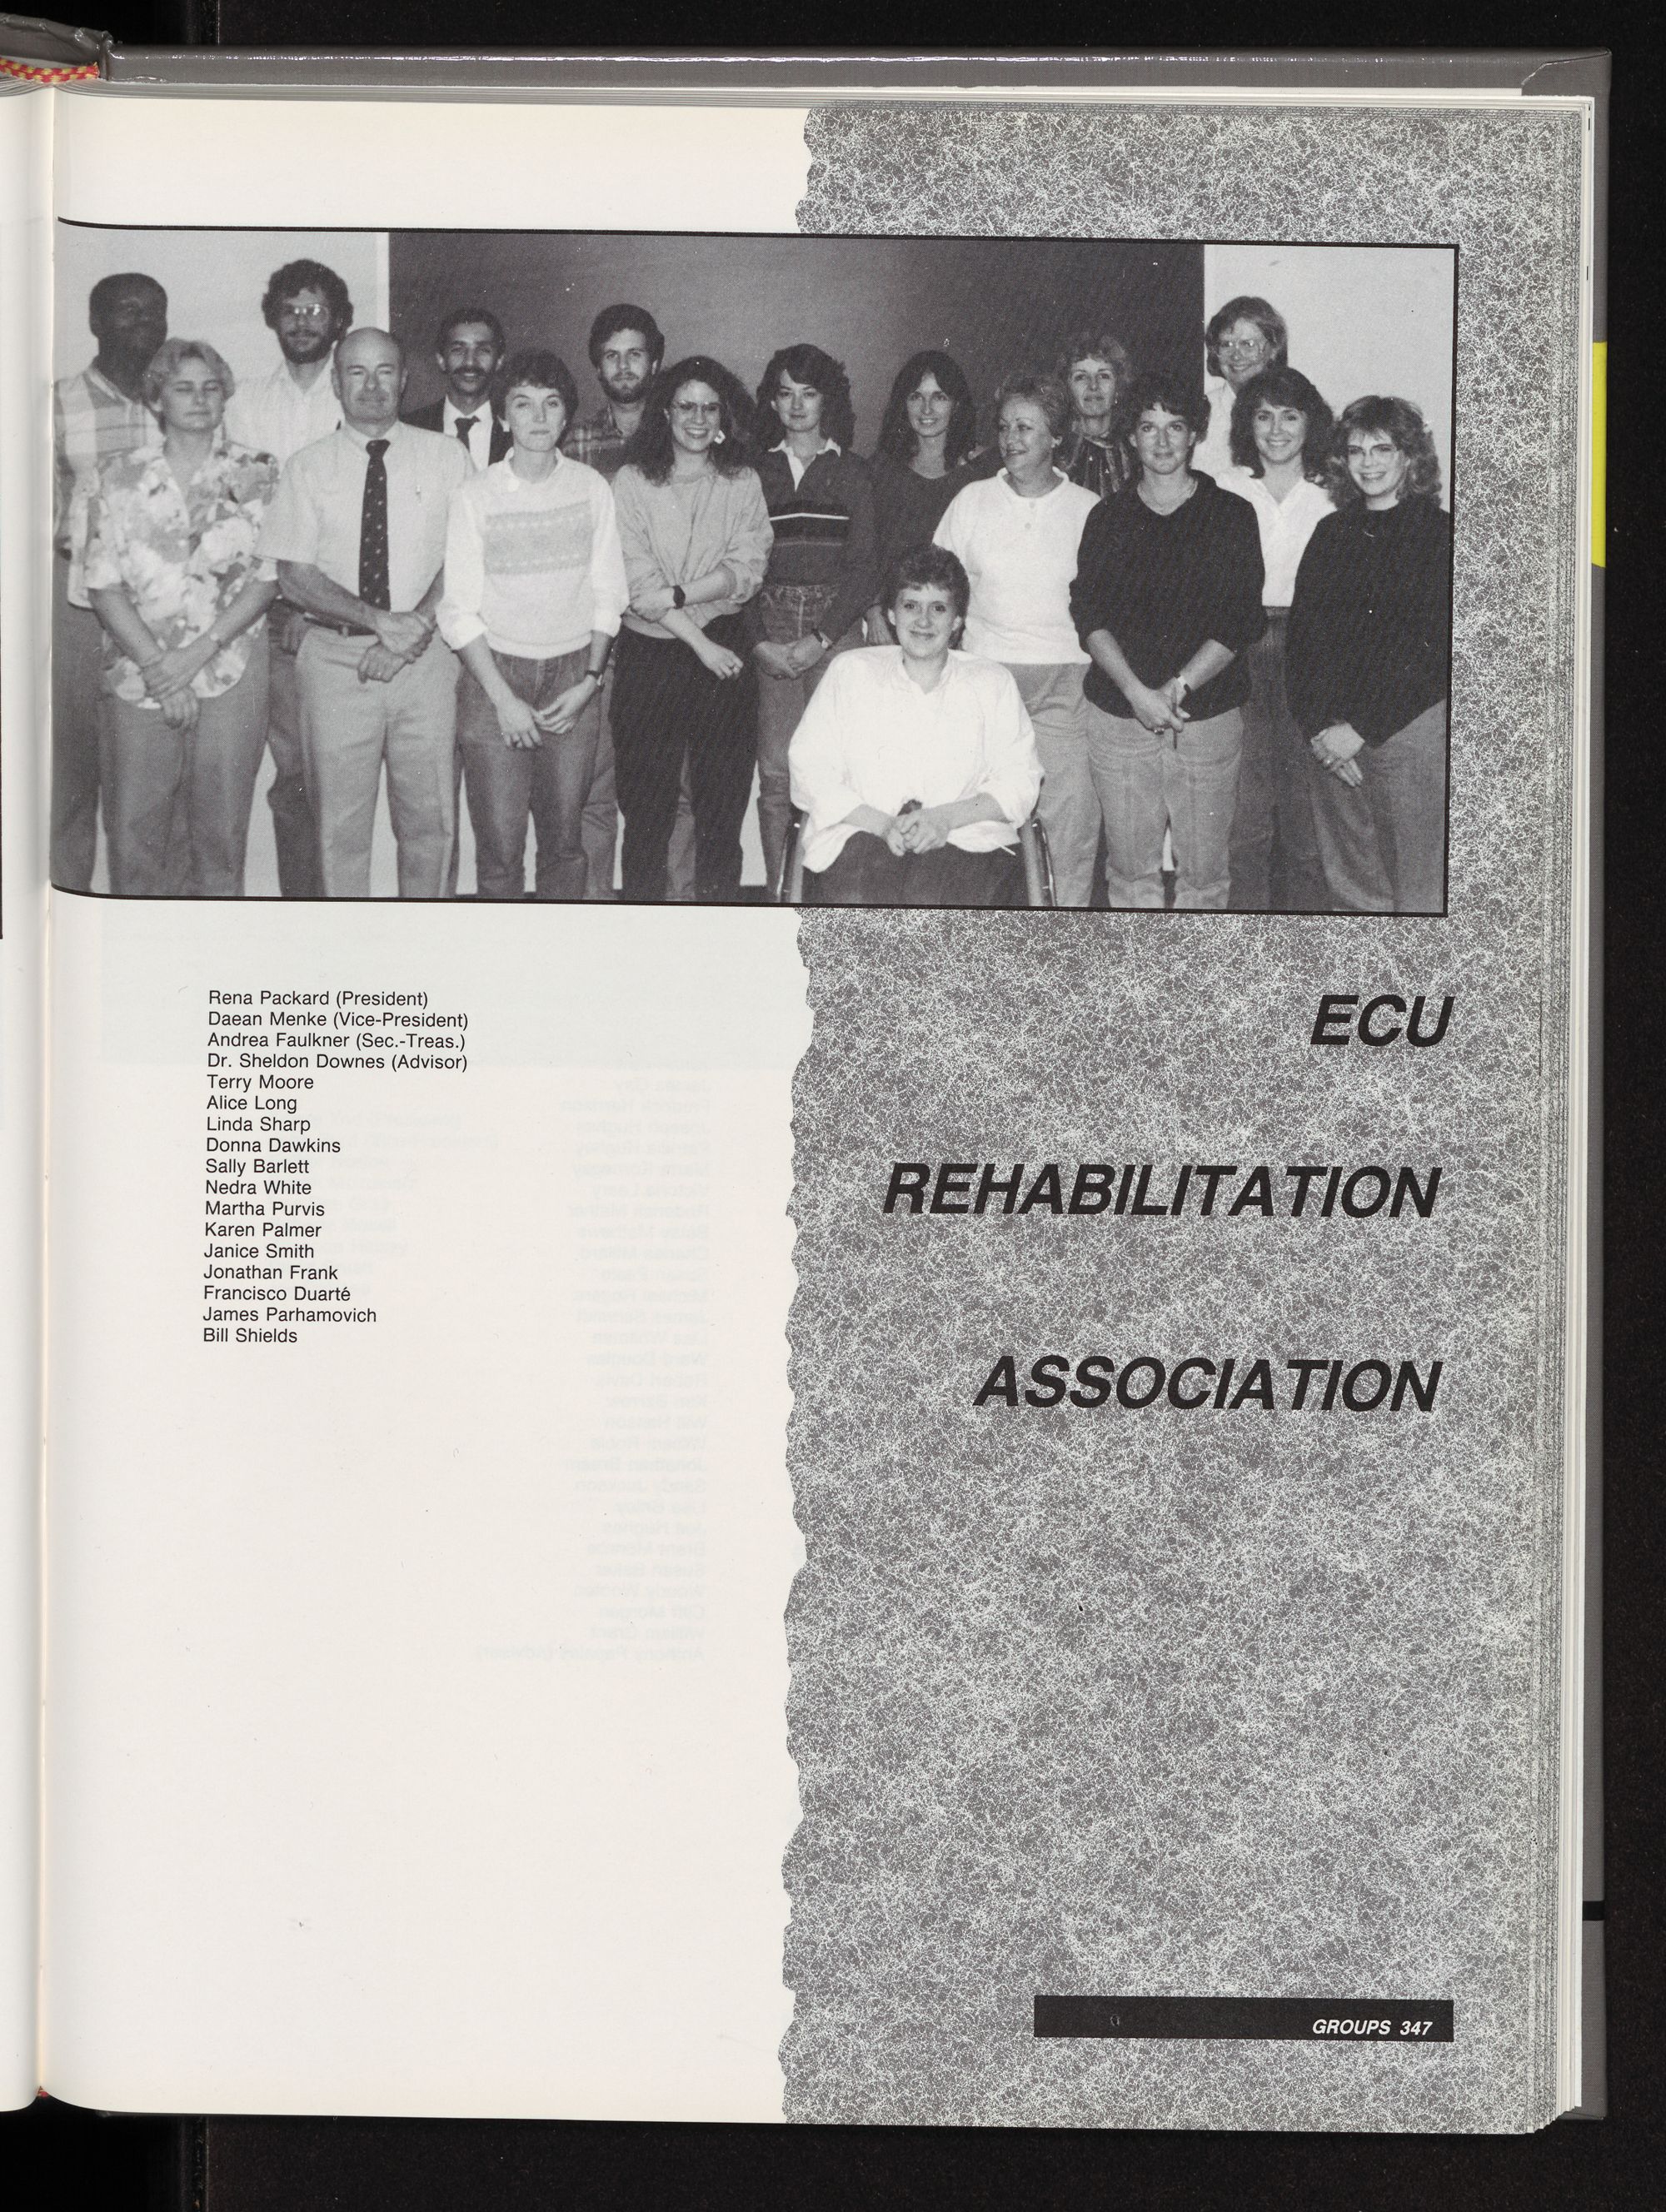 Rena Packard (President)
Daean Menke (Vice-President)
Andrea Faulkner (Sec.-Treas.)
Dr. Sheldon Downes (Advisor)
Terry Moore
Alice Long
Linda Sharp
Donna Dawkins
Sally Barlett
Nedra White
Martha Purvis
Karen Palmer
Janice Smith
Jonathan Frank
Francisco Duarté
James Parhamovich
Bill Shields
ECU
REHABILITATION
ASSOCIATION
GROUPS 347